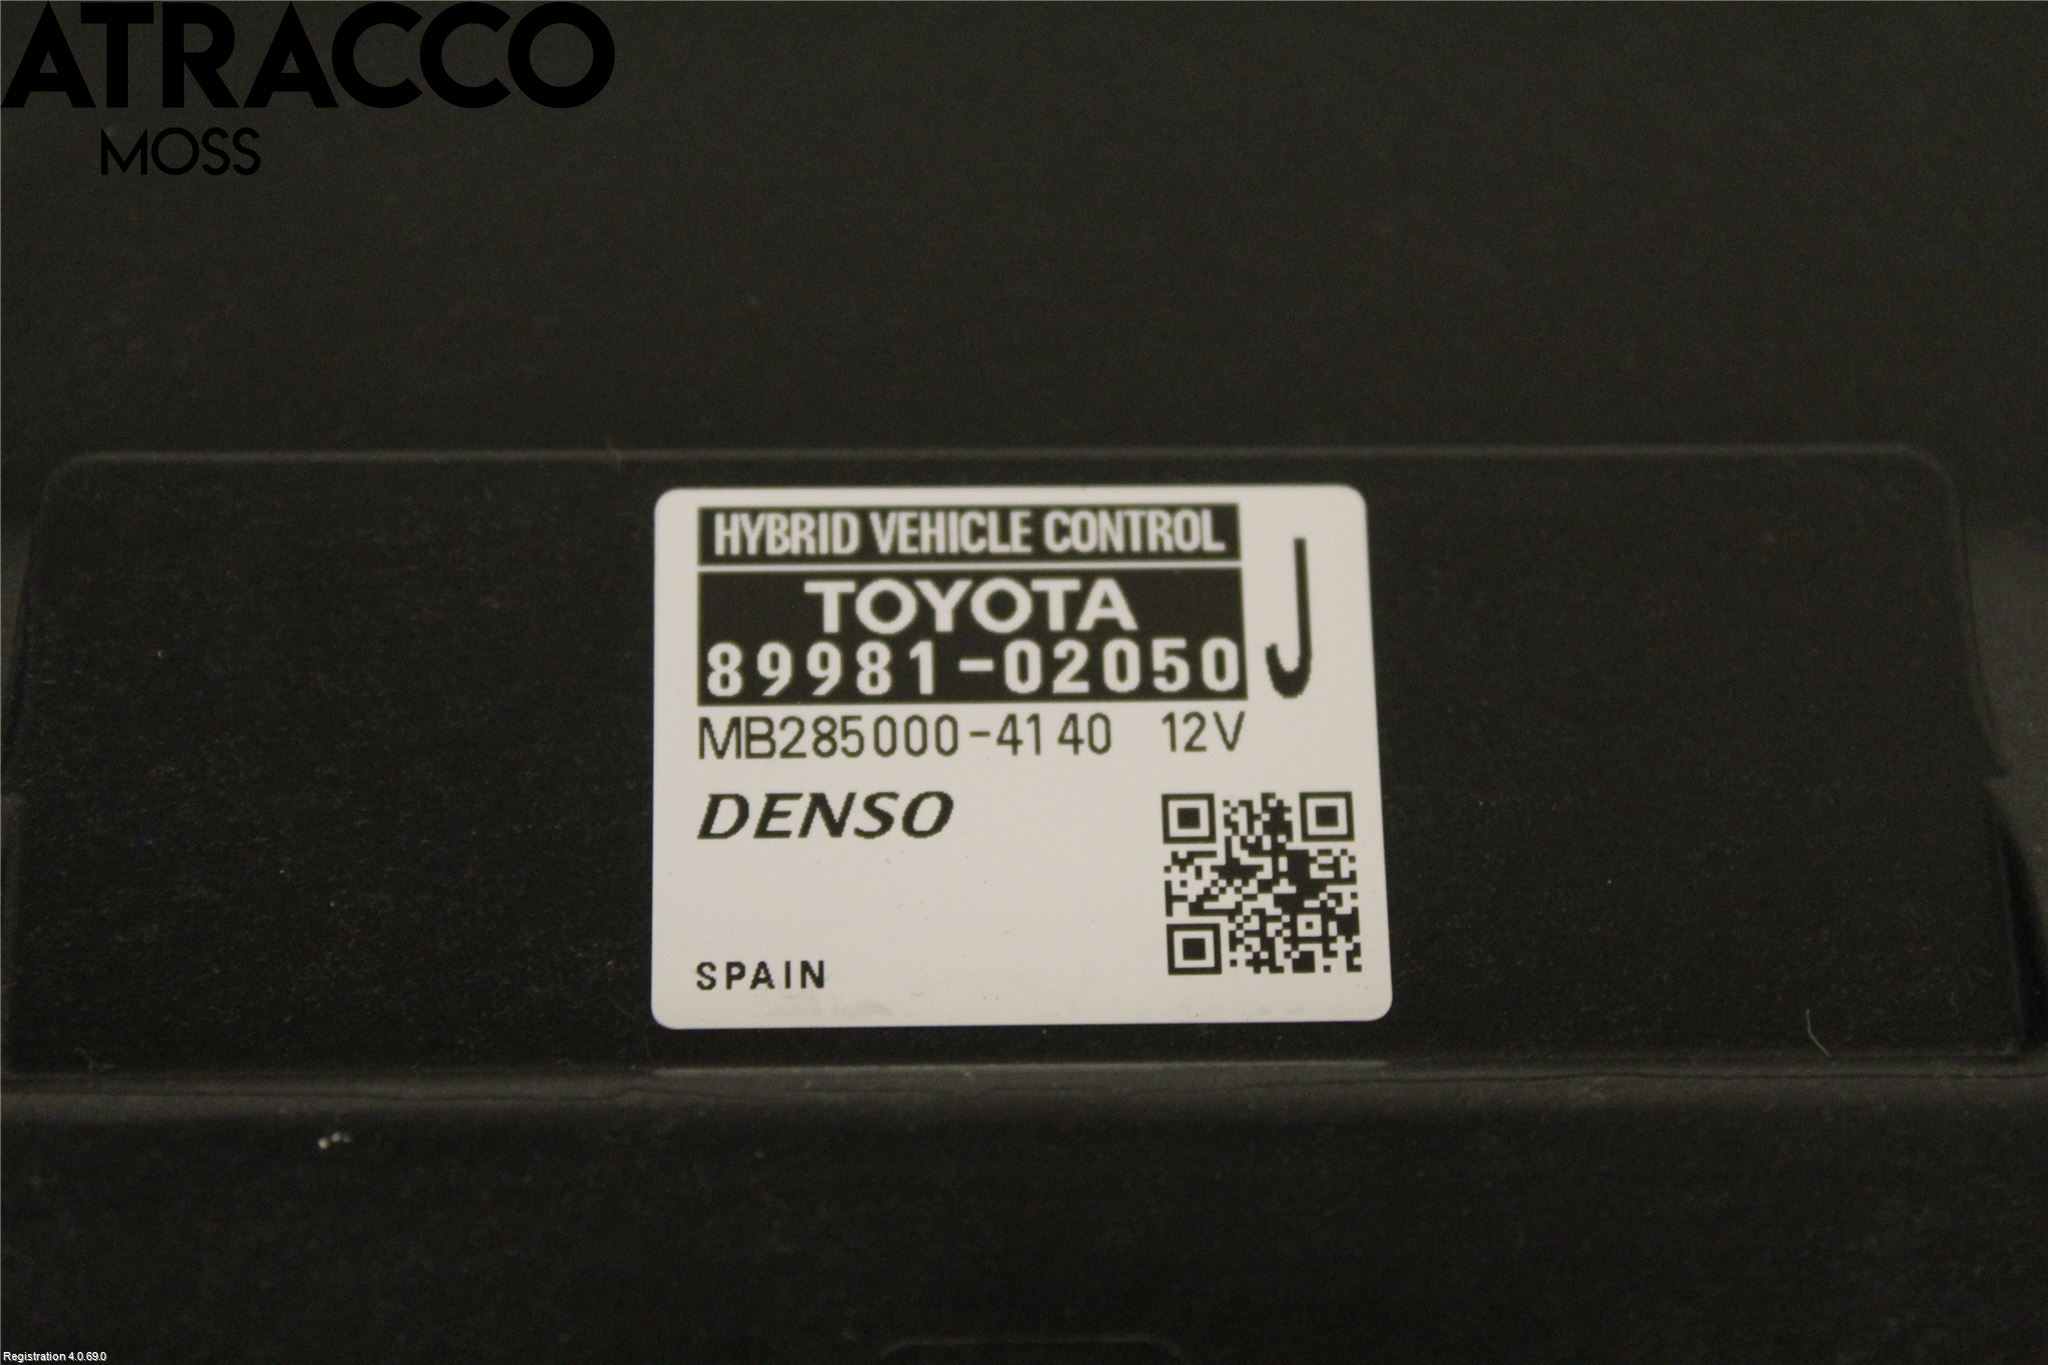 ATRACCO
MOSS
HYBRID VEHICLE CONTROL
TOYOTA
89981-02050
J
MB285000-4140 12V
DENSO
SPAIN
Registration 4.0.69.0